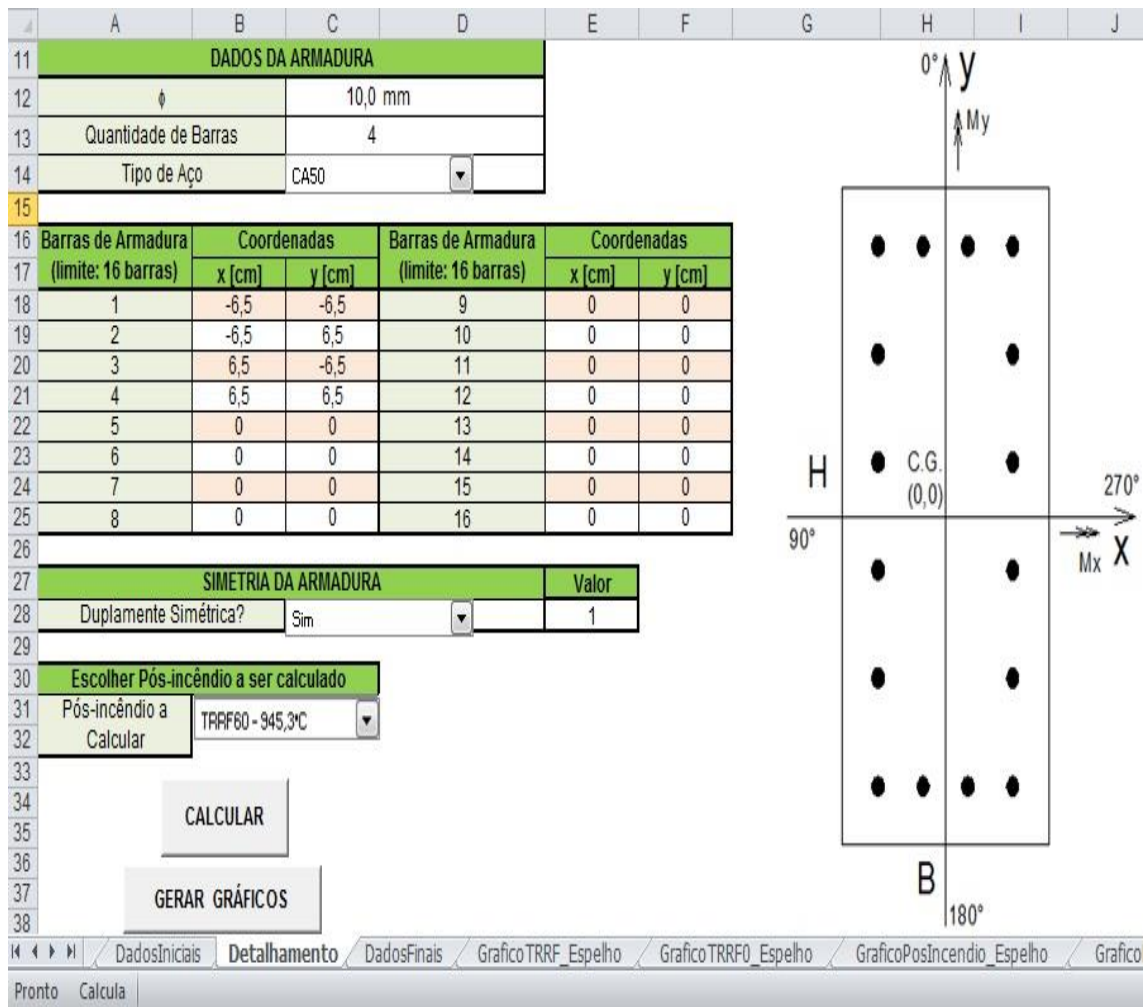 A B C D E F G H I J
11 DADOS DA ARMADURA
12 ϕ 10,0 mm
13 Quantidade de Barras 4
14 Tipo de Aço CA50
15
16 Barras de Armadura Coordenadas Barras de Armadura Coordenadas
17 (limite: 16 barras) x [cm] y [cm] (limite: 16 barras) x [cm] y [cm]
18 1 -6,5 -6,5 9 0 0
19 2 -6,5 6,5 10 0 0
20 3 6,5 -6,5 11 0 0
21 4 6,5 6,5 12 0 0
22 5 0 0 13 0 0
23 6 0 0 14 0 0
24 7 0 0 15 0 0
25 8 0 0 16 0 0
26
27 SIMETRIA DA ARMADURA Valor
28 Duplamente Simétrica? Sim 1
29
30 Escolher Pós-incêndio a ser calculado
31 Pós-incêndio a TRRF60 - 945,3°C
32 Calcular
33
34 CALCULAR
35
36
37 GERAR GRÁFICOS
38
0° y
My
H C.G.
(0,0)
270°
90°
Mx X
B
180°
DadosIniciais Detalhamento DadosFinais GraficoTRRF_Espelho GraficoTRRF0_Espelho GraficoPosIncendio_Espelho Grafico
Pronto Calcula